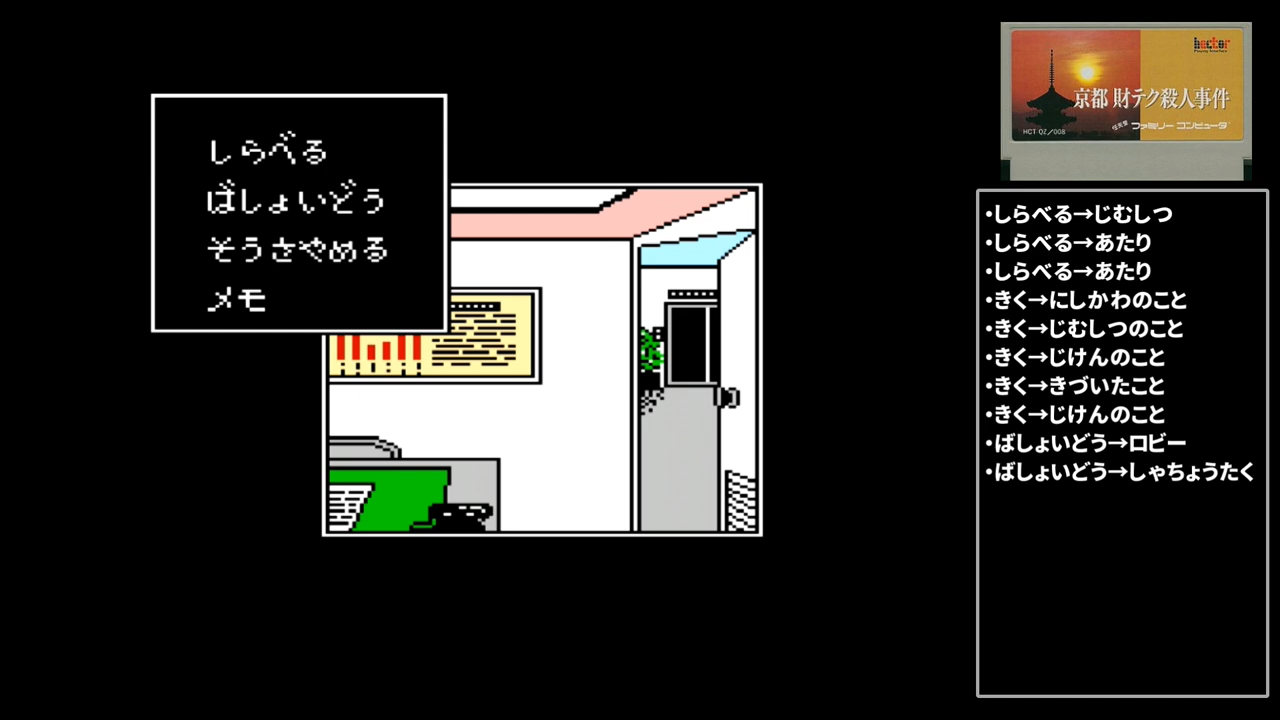 しらべる
ばしょいどう
そうさやめる
メモ
hector
京都 財テク殺人事件
HCT QZ/008
ファミリー コンピュータ
・しらべる→じむしつ
・しらべる→あたり
・しらべる→あたり
・きく→にしかわのこと
・きく→じむしつのこと
・きく→じけんのこと
・きく→きづいたこと
・きく→じけんのこと
・ばしょいどう→ロビー
・ばしょいどう→しゃちょうたく